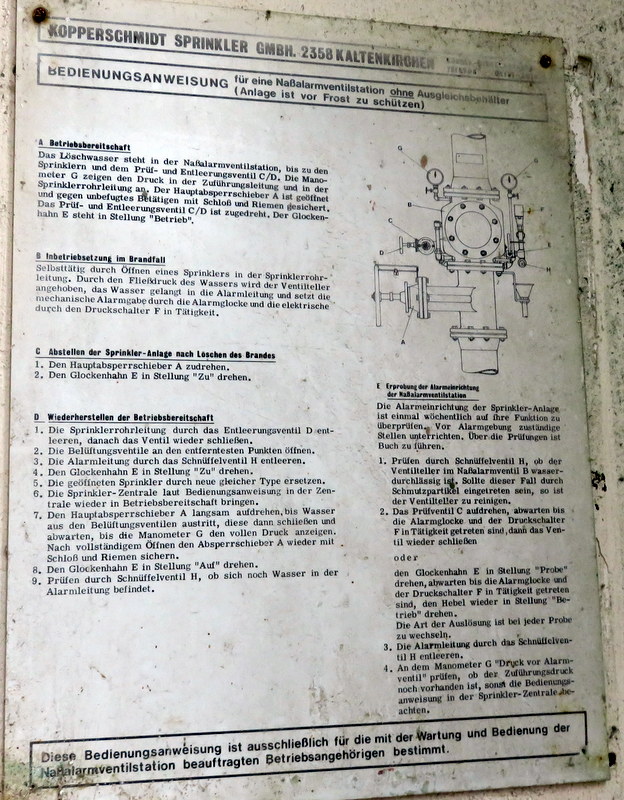 KOPPERSCHMIDT SPRINKLER GMBH. 2358 KALTENKIRCHEN
BEDIENUNGSANWEISUNG für eine Naßalarmventilstation ohne Ausgleichsbehälter
(Anlage ist vor Frost zu schützen)
A Betriebsbereitschaft
Das Löschwasser steht in der Naßalarmventilstation, bis zu den
Sprinklern und dem Prüf- und Entleerungsventil C/D. Die Mano-
meter G zeigen den Druck in der Zuführungsleitung und in der
Sprinklerrohrleitung an. Der Hauptabsperrschieber A ist geöffnet
und gegen unbefugtes Betätigen mit Schloß und Riemen gesichert.
Das Prüf- und Entleerungsventil C/D ist zugedreht. Der Glocken-
hahn E steht in Stellung "Betrieb".
B Inbetriebsetzung im Brandfall
Selbsttätig durch Öffnen eines Sprinklers in der Sprinklerrohr-
leitung. Durch den Fließdruck des Wassers wird der Ventilteller
angehoben, das Wasser gelangt in die Alarmleitung und setzt die
mechanische Alarmgabe durch die Alarmglocke und die elektrische
durch den Druckschalter F in Tätigkeit.
C Abstellen der Sprinkler-Anlage nach Löschen des Brandes
1. Den Hauptabsperrschieber A zudrehen.
2. Den Glockenhahn E in Stellung "Zu" drehen.
D Wiederherstellen der Betriebsbereitschaft
1. Die Sprinklerrohrleitung durch das Entleerungsventil D ent-
leeren, danach das Ventil wieder schließen.
2. Die Belüftungsvehtile an den entferntesten Punkten öffnen.
3. Die Alarmleitung durch Schnüffelventil H entleeren.
4. Den Glockenhahn E in Stellung "Zu" drehen.
5. Die geöffneten Sprinkler durch neue gleicher Type ersetzen.
6. Die Sprinkler-Zentrale laut Bedienungsanweisung in der Zen-
trale wieder in Betriebsbereitschaft bringen.
7. Den Hauptabsperrschieber A langsam aufdrehen, bis Wasser
aus den Belüftungsventilen austritt, diese dann schließen und
abwarten, bis die Manometer G den vollen Druck anzeigen.
Nach vollständigem Öffnen den Absperrschieber A wieder mit
Schloß und Riemen sichern.
8. Den Glockenhahn E in Stellung "Auf" drehen.
9. Prüfen durch Schnüffelventil H, ob sich noch Wasser in der
Alarmleitung befindet.
G
B
C
D
A
H
E Erprobung der Alarmeinrichtung
der Naßalarmventilstation
Die Alarmeinrichtung der Sprinkler-Anlage
ist einmal wöchentlich auf ihre Funktion zu
überprüfen. Vor Alarmgebung zuständige
Stellen unterrichten. Über die Prüfungen ist
Buch zu führen.
1. Prüfen durch Schnüffelventil H, ob der
Ventilteller im Naßalarmventil B wasser-
durchlässig ist. Sollte dieser Fall durch
Schmutzpartikel eingetreten sein, so ist
der Ventilteller zu reinigen.
2. Das Prüfventil C aufdrehen, abwarten bis
die Alarmglocke und der Druckschalter
F in Tätigkeit getreten sind, dann das Ven-
til wieder schließen
oder
den Glockenhahn E in Stellung "Probe"
drehen, abwarten bis die Alarmglocke und
der Druckschalter F in Tätigkeit getreten
sind, den Hebel wieder in Stellung "Be-
trieb" drehen.
Die Art der Auslösung ist bei jeder Probe
zu wechseln.
3. Die Alarmleitung durch das Schnüffelven-
til H entleeren.
4. An dem Manometer G "Druck vor Alarm-
ventil" prüfen, ob der Zuführungsdruck
noch vorhanden ist, sonst die Bedienungs-
anweisung in der Sprinkler-Zentrale be-
achten.
Diese Bedienungsanweisung ist ausschließlich für die mit der Wartung und Bedienung der
Naßalarmventilstation beauftragten Betriebsangehörigen bestimmt.